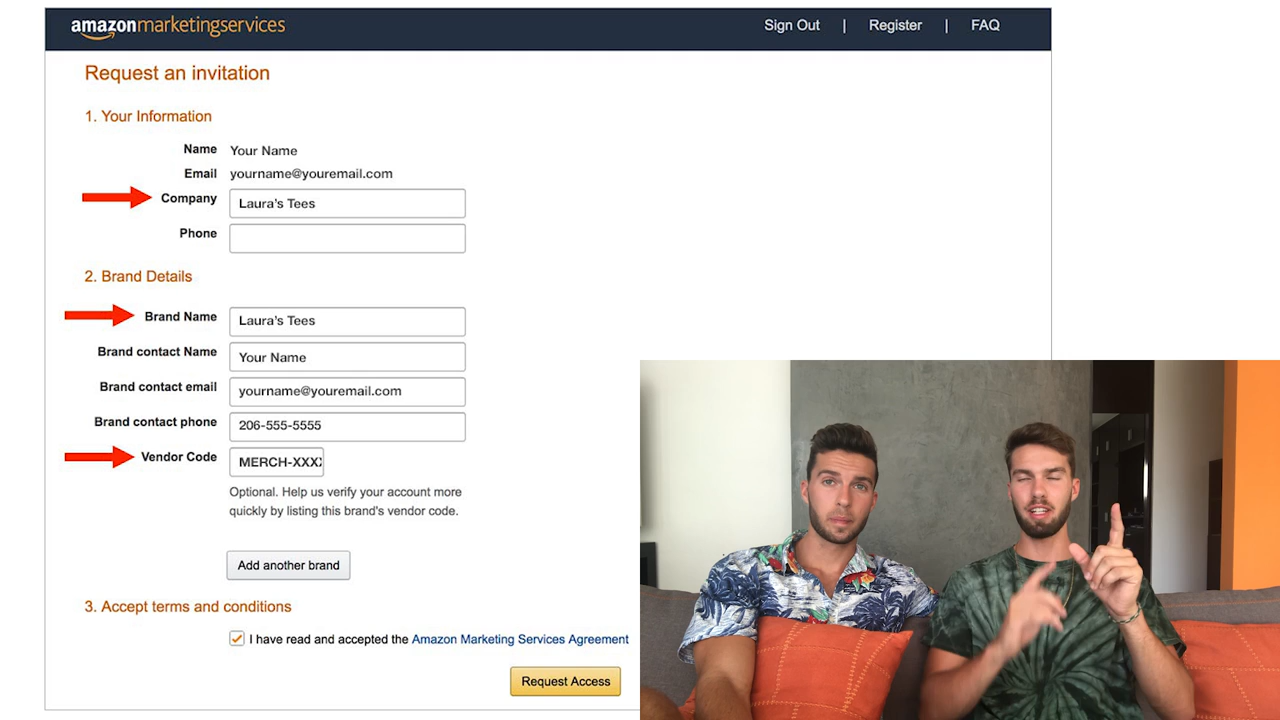 amazonmarketingservices
Sign Out | Register | FAQ
Request an invitation
1. Your Information
Name Your Name
Email yourname@youremail.com
Company Laura's Tees
Phone
2. Brand Details
Brand Name Laura's Tees
Brand contact Name Your Name
Brand contact email yourname@youremail.com
Brand contact phone 206-555-5555
Vendor Code MERCH-XXX
Optional. Help us verify your account more
quickly by listing this brand's vendor code.
Add another brand
3. Accept terms and conditions
I have read and accepted the Amazon Marketing Services Agreement
Request Access